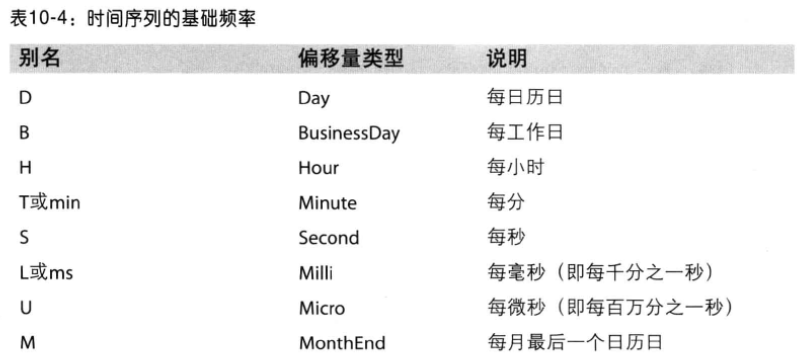 表10-4：时间序列的基础频率
别名 偏移量类型 说明
D Day 每日历日
B BusinessDay 每工作日
H Hour 每小时
T或min Minute 每分
S Second 每秒
L或ms Milli 每毫秒（即每千分之一秒）
U Micro 每微秒（即每百万分之一秒）
M MonthEnd 每月最后一个日历日